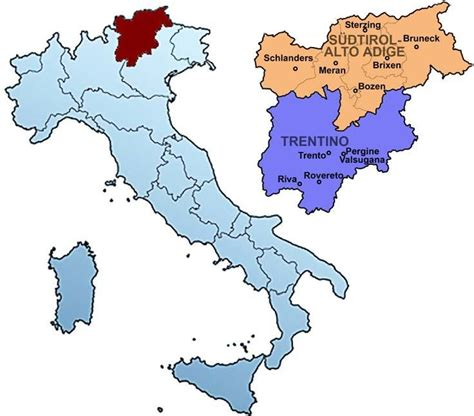 Sterzing
SÜDTIROL-
Bruneck
ALTO ADIGE
Schlanders
Brixen
Meran
Bozen
TRENTINO
Trento
Pergine
Valsugana
Riva
Rovereto